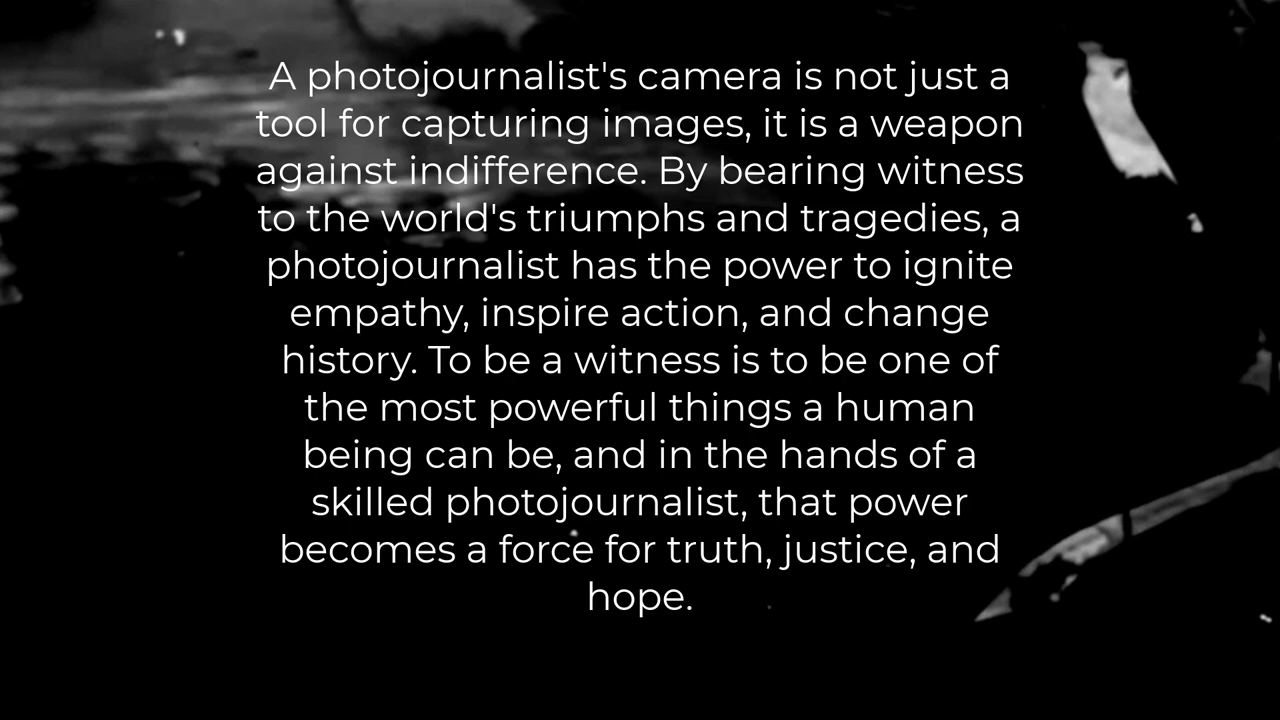 A photojournalist's camera is not just a
tool for capturing images, it is a weapon
against indifference. By bearing witness
to the world's triumphs and tragedies, a
photojournalist has the power to ignite
empathy, inspire action, and change
history. To be a witness is to be one of
the most powerful things a human
being can be, and in the hands of a
skilled photojournalist, that power
becomes a force for truth, justice, and
hope.